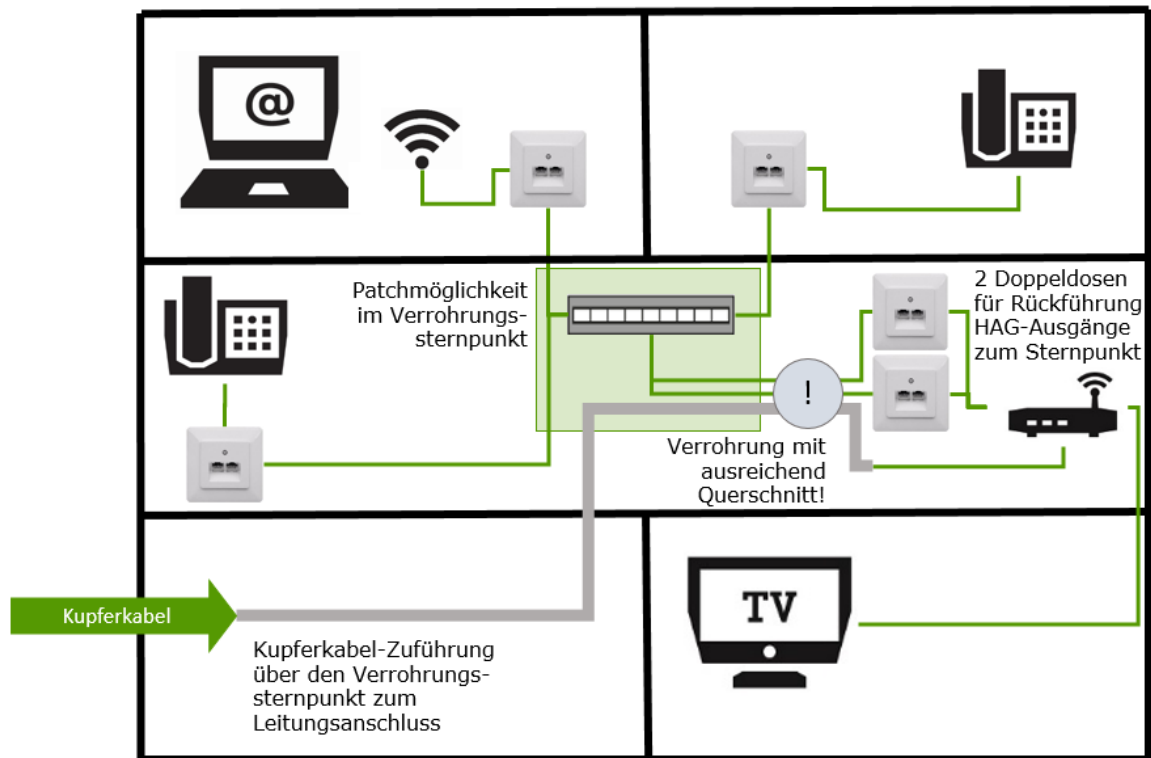 @
Patchmöglichkeit
im Verrohrungs-
sternpunkt
2 Doppeldosen
für Rückführung
HAG-Ausgänge
zum Sternpunkt
!
Verrohrung mit
ausreichend
Querschnitt!
Kupferkabel
TV
Kupferkabel-Zuführung
über den Verrohrungs-
sternpunkt zum
Leitungsanschluss